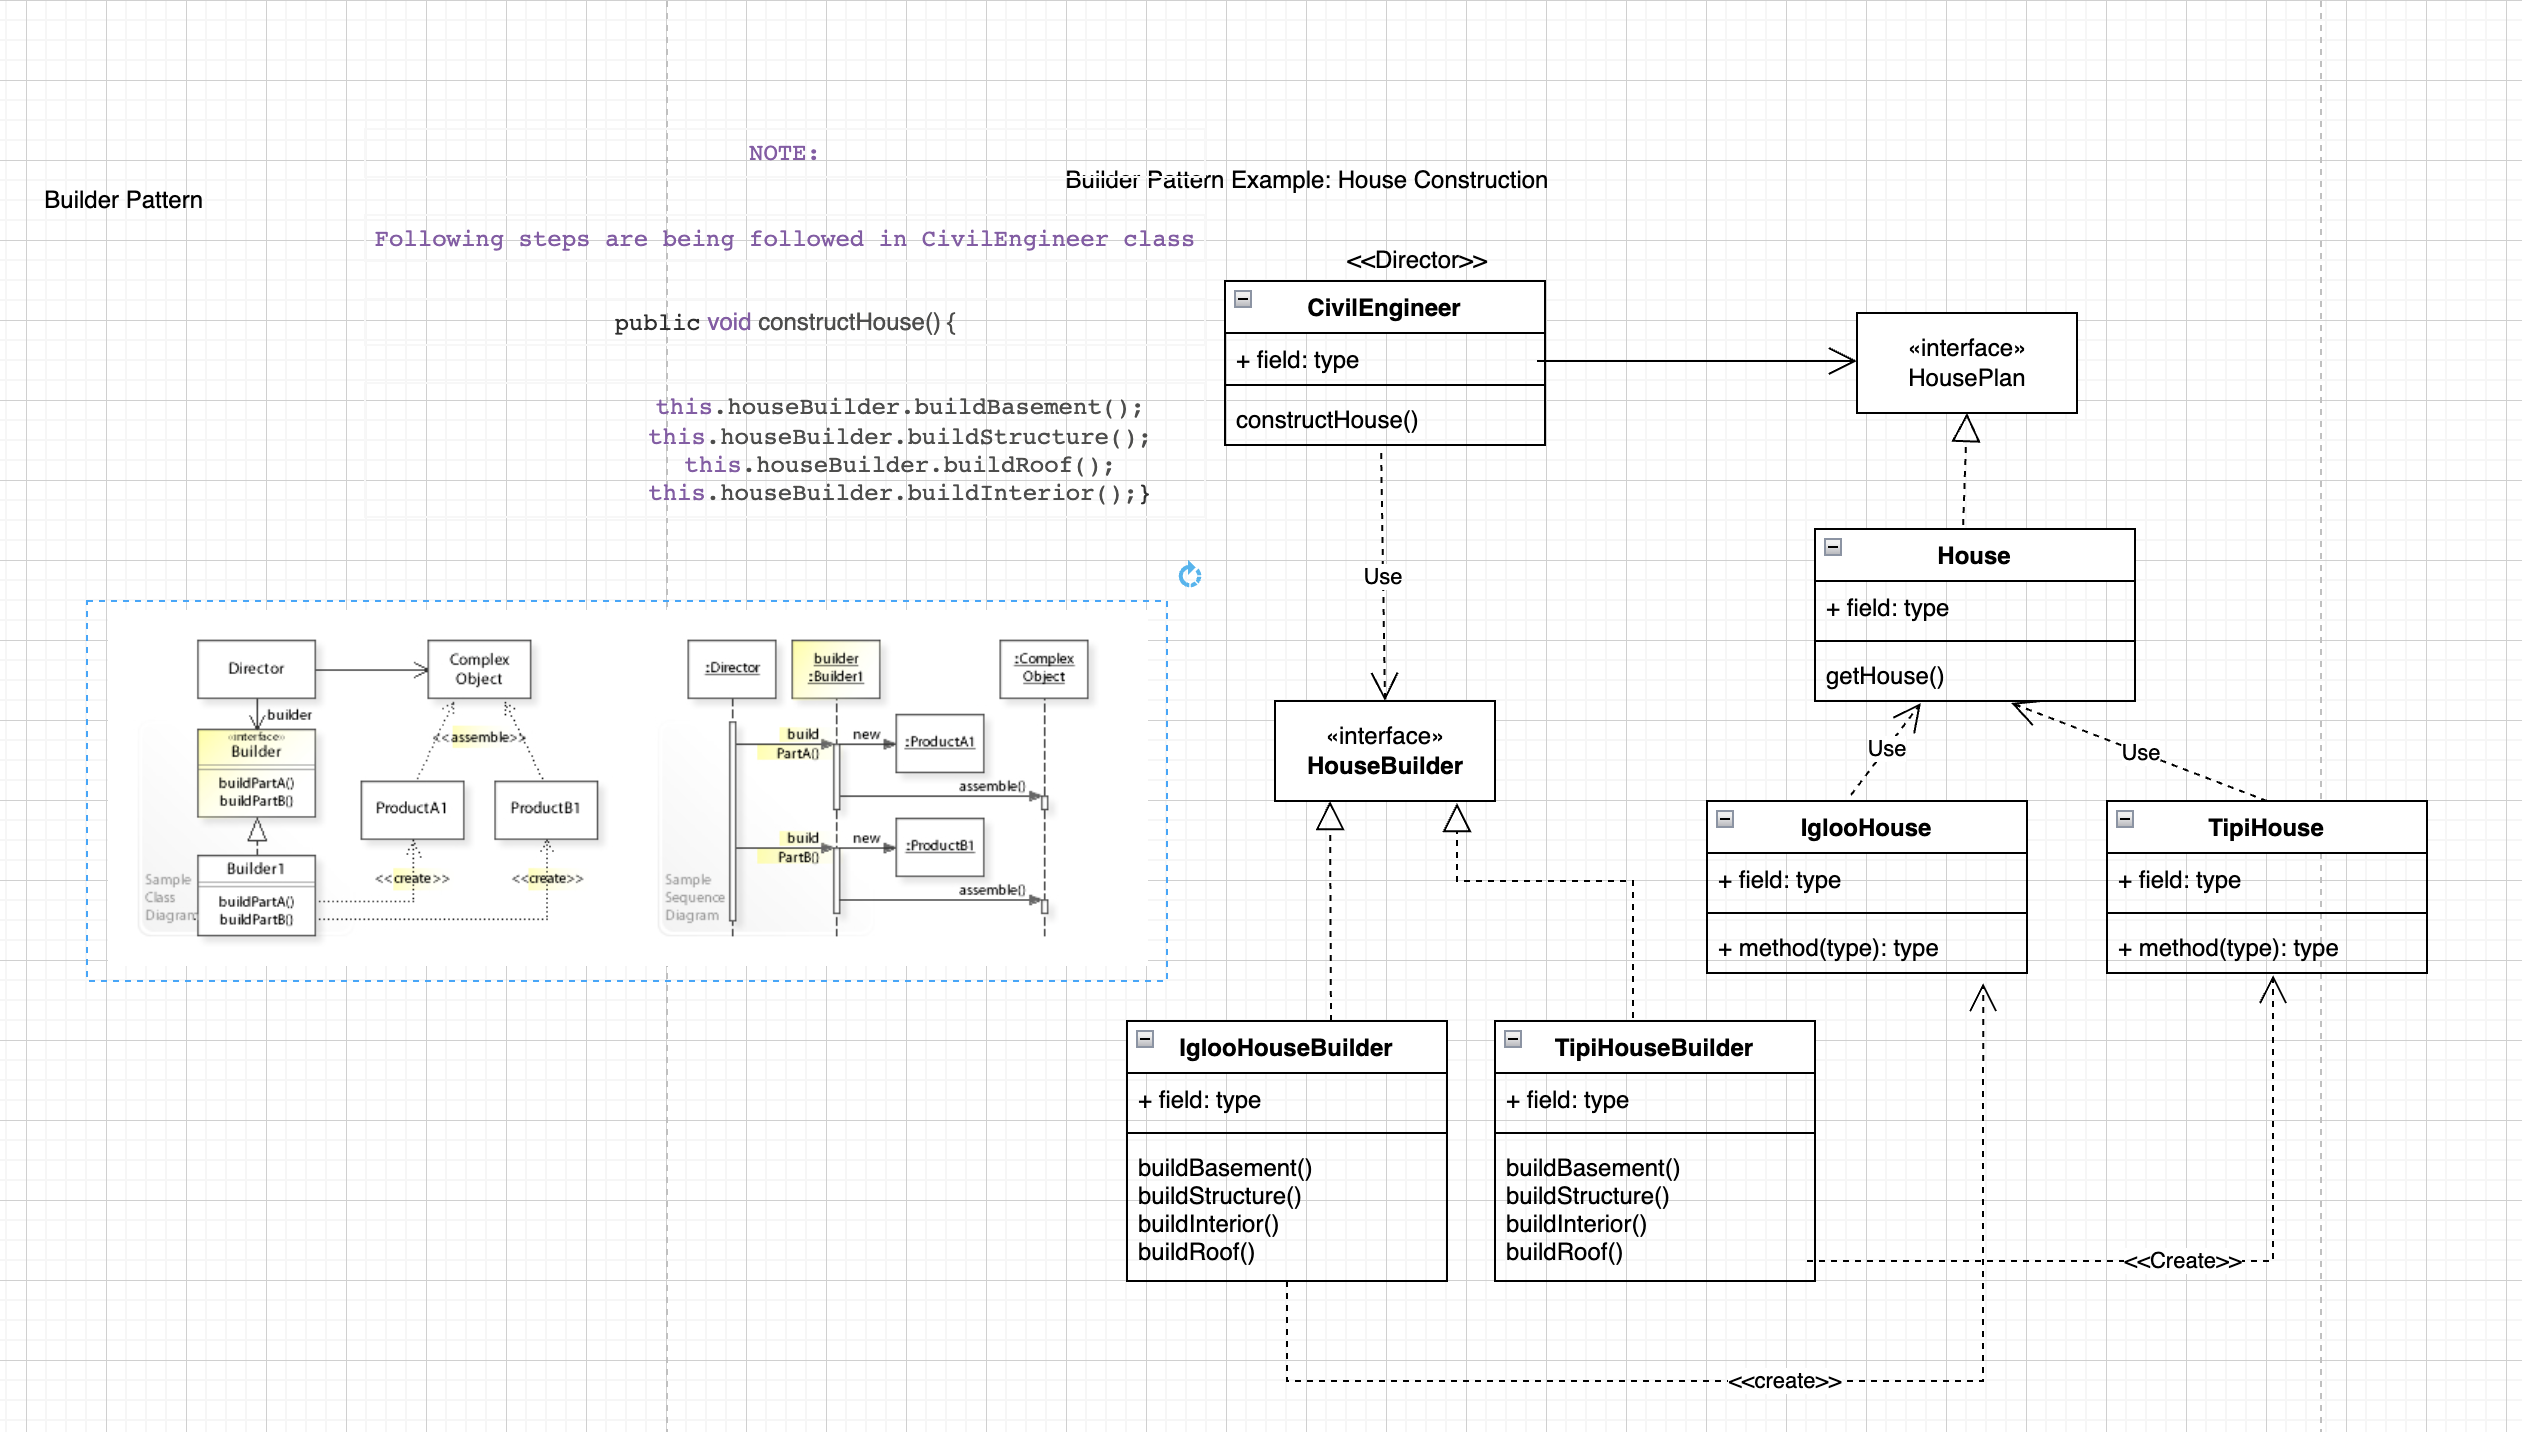 Builder Pattern
NOTE:
Following steps are being followed in CivilEngineer class
public void constructHouse() {
this.houseBuilder.buildBasement();
this.houseBuilder.buildStructure();
this.houseBuilder.buildRoof();
this.houseBuilder.buildInterior();}
Director
Complex
Object
builder
«interface»
Builder
buildPartA()
buildPartB()
<<assemble>>
ProductA1
ProductB1
Builder1
buildPartA()
buildPartB()
<<create>>
<<create>>
Sample
Class
Diagram
:Director
builder
:Builder1
:Complex
Object
build
PartA()
new
:ProductA1
assemble()
build
PartB()
new
:ProductB1
assemble()
Sample
Sequence
Diagram
Builder Pattern Example: House Construction
<<Director>>
CivilEngineer
+ field: type
constructHouse()
«interface»
HousePlan
Use
House
+ field: type
getHouse()
«interface»
HouseBuilder
Use
Use
IglooHouse
+ field: type
+ method(type): type
TipiHouse
+ field: type
+ method(type): type
IglooHouseBuilder
+ field: type
buildBasement()
buildStructure()
buildInterior()
buildRoof()
TipiHouseBuilder
+ field: type
buildBasement()
buildStructure()
buildInterior()
buildRoof()
<<Create>>
<<create>>